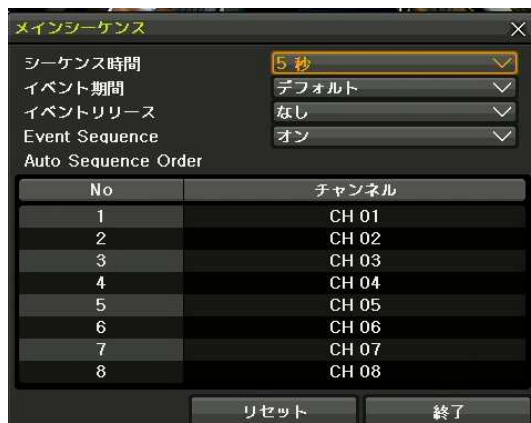 メインシーケンス
シーケンス時間 5 秒
イベント期間 デフォルト
イベントリリース なし
Event Sequence オン
Auto Sequence Order
No チャンネル
1 CH 01
2 CH 02
3 CH 03
4 CH 04
5 CH 05
6 CH 06
7 CH 07
8 CH 08
リセット 終了